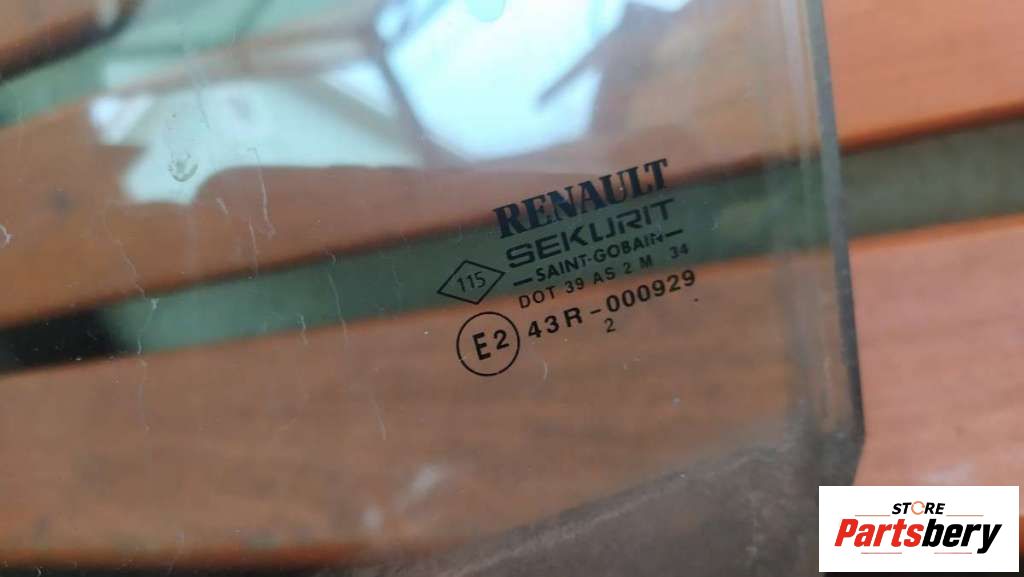 RENAULT
SEKURIT
SAINT-GOBAIN
115
DOT 39 AS 2 M 34
E2 43R-000929
2
STORE
Partsbery